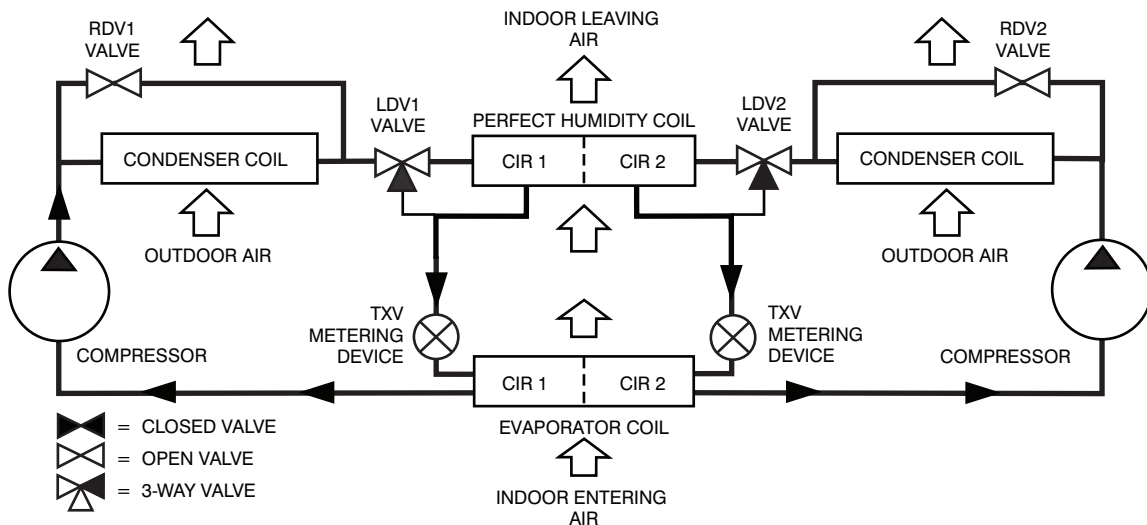 RDV1
VALVE
INDOOR LEAVING
AIR
RDV2
VALVE
LDV1
VALVE
PERFECT HUMIDITY COIL
LDV2
VALVE
CONDENSER COIL
CIR 1
CIR 2
CONDENSER COIL
OUTDOOR AIR
OUTDOOR AIR
TXV
METERING
DEVICE
TXV
METERING
DEVICE
COMPRESSOR
COMPRESSOR
CIR 1
CIR 2
EVAPORATOR COIL
= CLOSED VALVE
= OPEN VALVE
= 3-WAY VALVE
INDOOR ENTERING
AIR